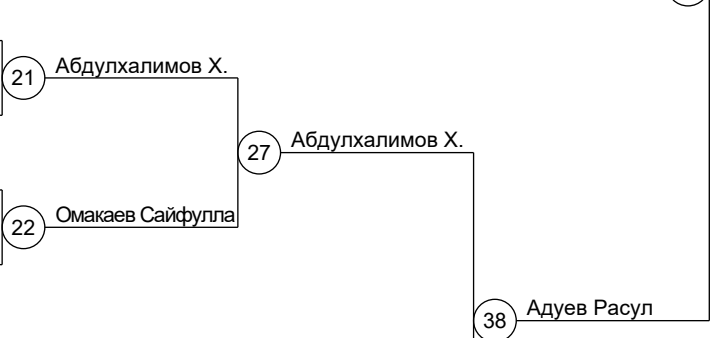 21 Абдулхалимов Х.
27 Абдулхалимов Х.
22 Омакаев Сайфулла
38 Адуев Расул